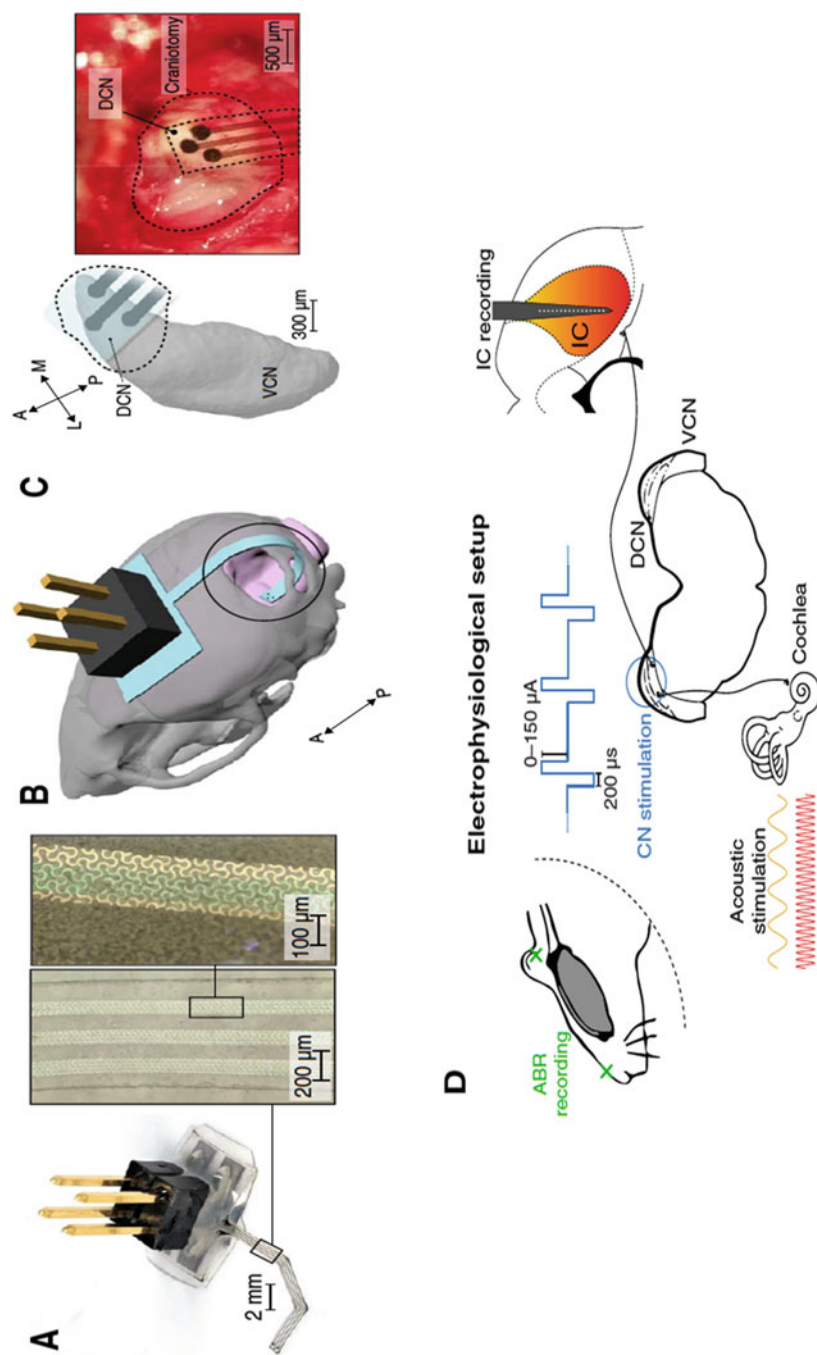 A
2 mm
200 µm
100 µm
B
A
P
C
A
M
L
P
DCN
VCN
300 µm
DCN
Craniotomy
500 µm
D
Electrophysiological setup
ABR
recording
0–150 µA
200 µs
CN stimulation
IC recording
IC
DCN
VCN
Cochlea
Acoustic
stimulation